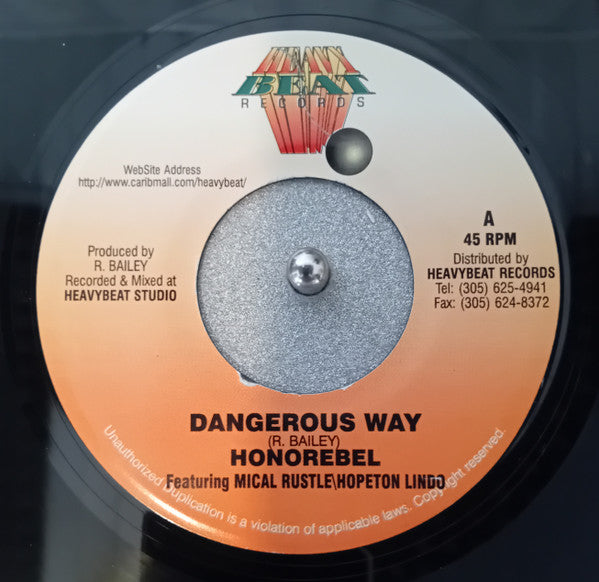 HEAVY
BEAT
RECORDS
WebSite Address
http://www.caribmall.com/heavybeat/
Produced by
R. BAILEY
Recorded & Mixed at
HEAVYBEAT STUDIO
A
45 RPM
Distributed by
HEAVYBEAT RECORDS
Tel: (305) 625-4941
Fax: (305) 624-8372
DANGEROUS WAY
(R. BAILEY)
HONOREBEL
Featuring MICAL RUSTLE\HOPETON LINDO
Unauthorized duplication is a violation of applicable laws. Copyright reserved.